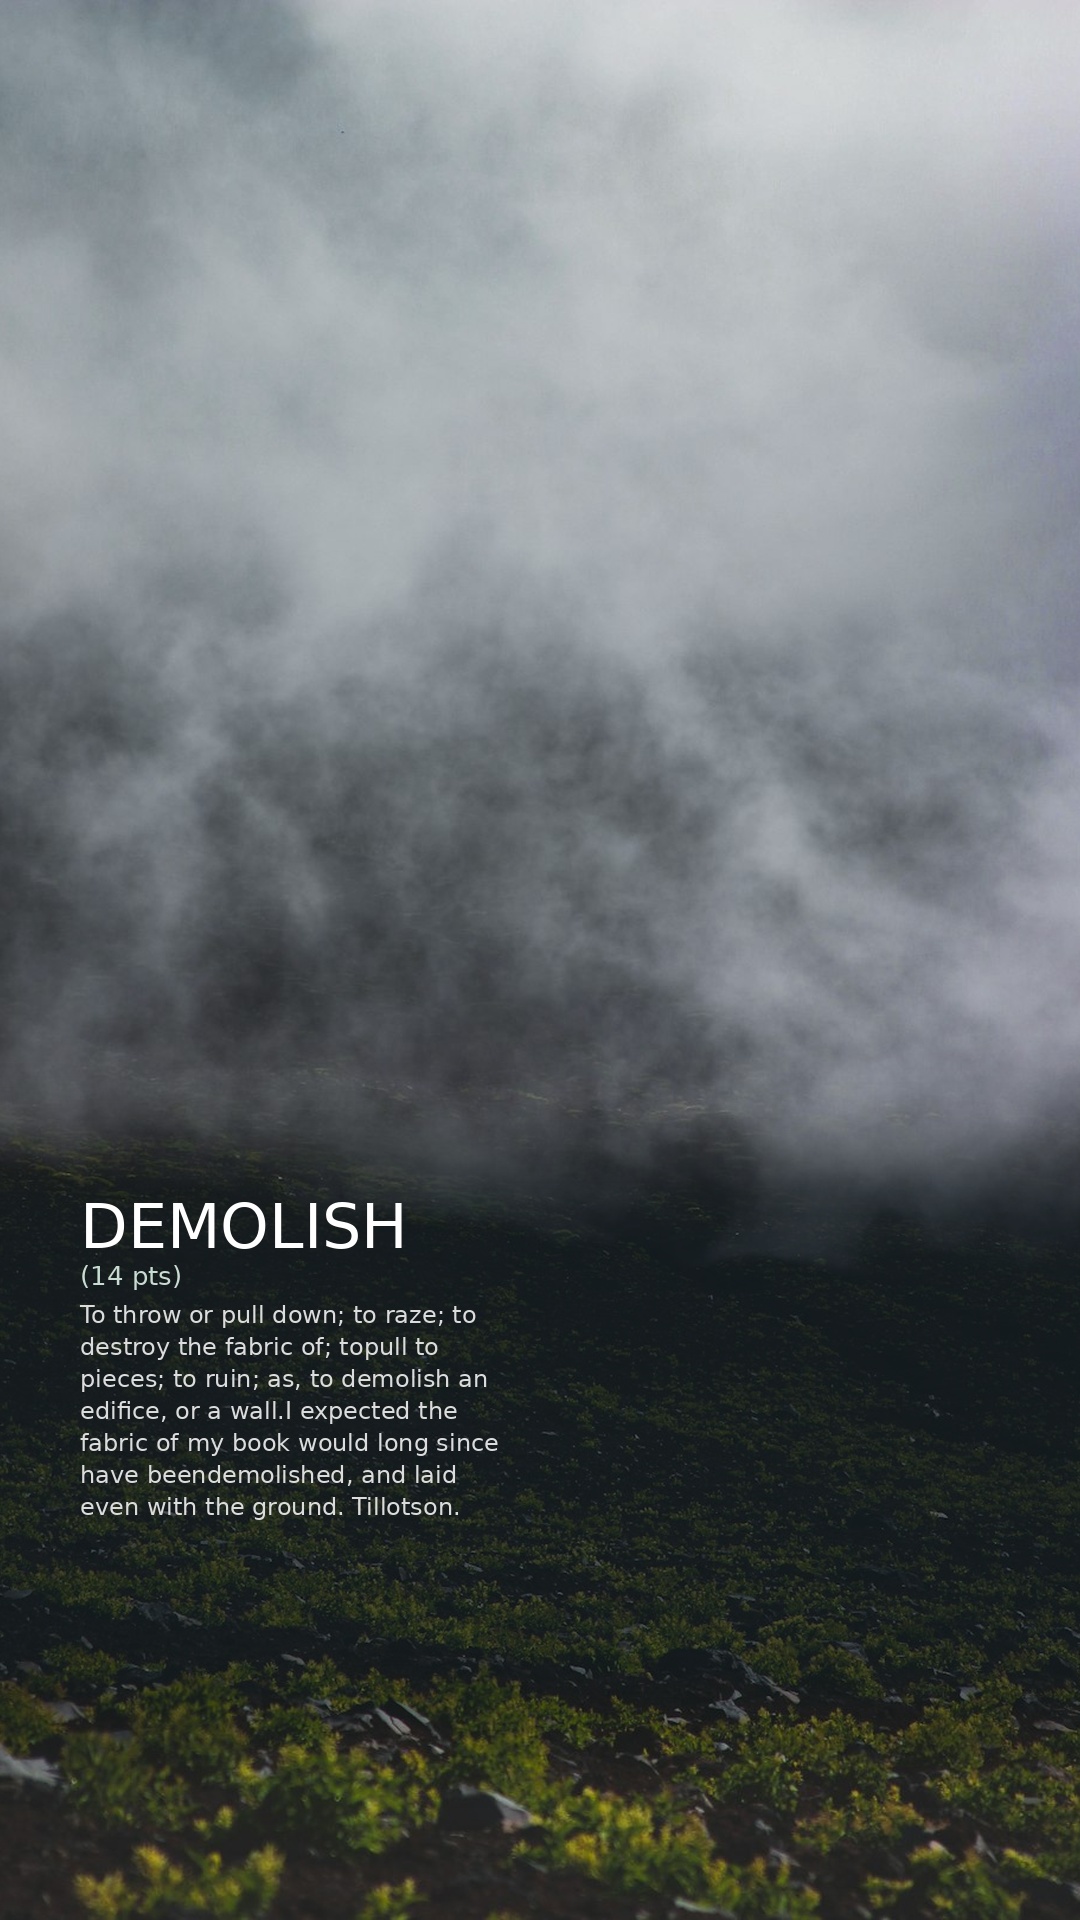 DEMOLISH
(14 pts)
To throw or pull down; to raze; to
destroy the fabric of; topull to
pieces; to ruin; as, to demolish an
edifice, or a wall.I expected the
fabric of my book would long since
have beendemolished, and laid
even with the ground. Tillotson.